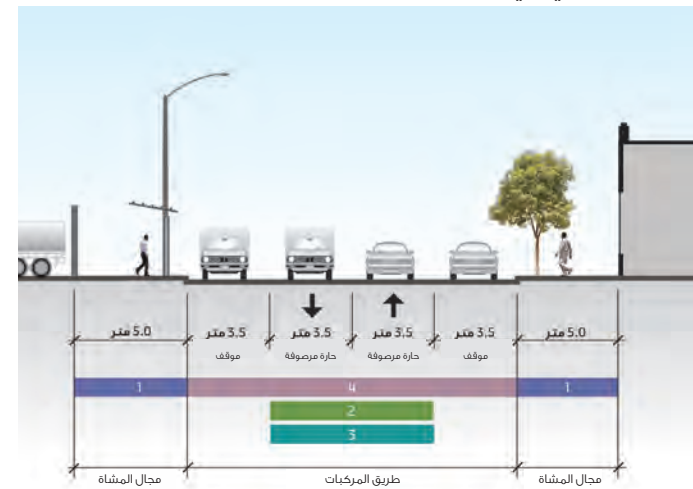 5.0 متر
3.5 متر
3.5 متر
3.5 متر
3.5 متر
5.0 متر
موقف
حارة مرصوفة
حارة مرصوفة
موقف
1
4
1
2
3
مجال المشاة
طريق المركبات
مجال المشاة